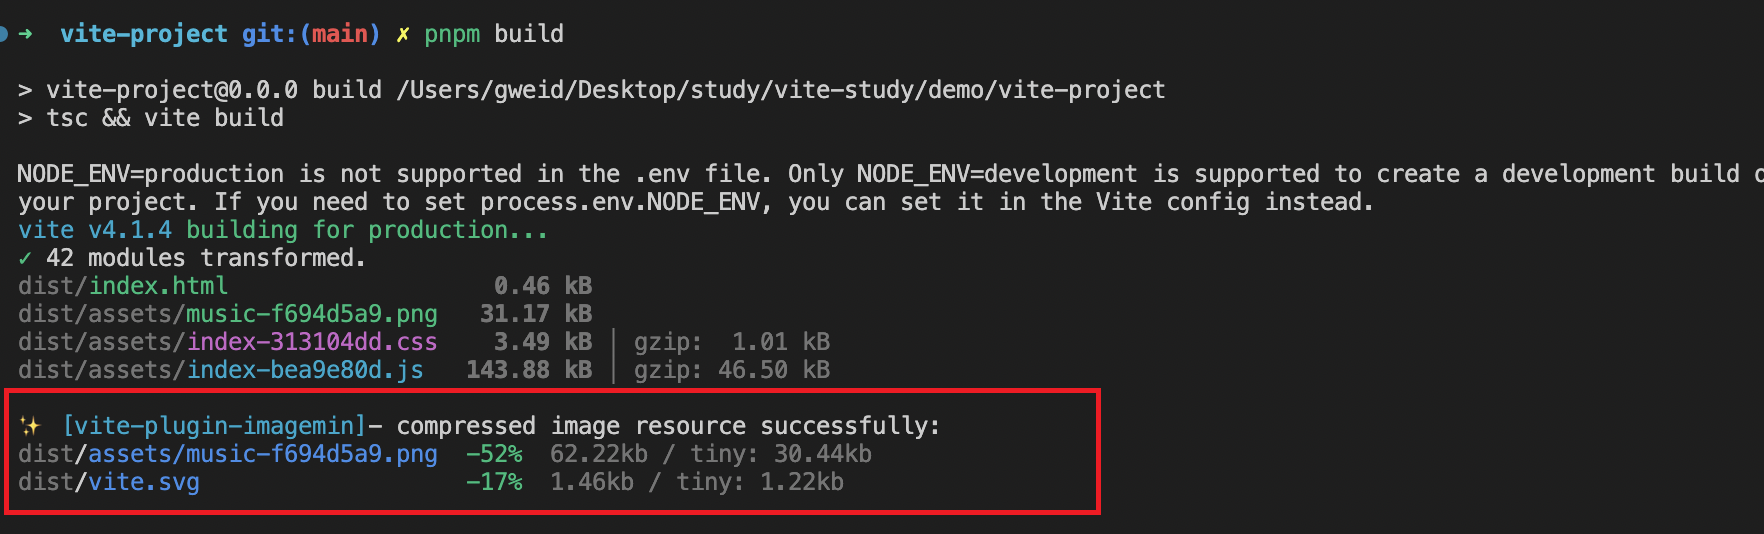 ➜  vite-project git:(main) ✗ pnpm build
> vite-project@0.0.0 build /Users/gweid/Desktop/study/vite-study/demo/vite-project
> tsc && vite build
NODE_ENV=production is not supported in the .env file. Only NODE_ENV=development is supported to create a development build
your project. If you need to set process.env.NODE_ENV, you can set it in the Vite config instead.
vite v4.1.4 building for production...
✓ 42 modules transformed.
dist/index.html                   0.46 kB
dist/assets/music-f694d5a9.png   31.17 kB
dist/assets/index-313104dd.css    3.49 kB │ gzip:  1.01 kB
dist/assets/index-bea9e80d.js   143.88 kB │ gzip: 46.50 kB
✨ [vite-plugin-imagemin]- compressed image resource successfully:
dist/assets/music-f694d5a9.png  -52%  62.22kb / tiny: 30.44kb
dist/vite.svg                   -17%  1.46kb / tiny: 1.22kb